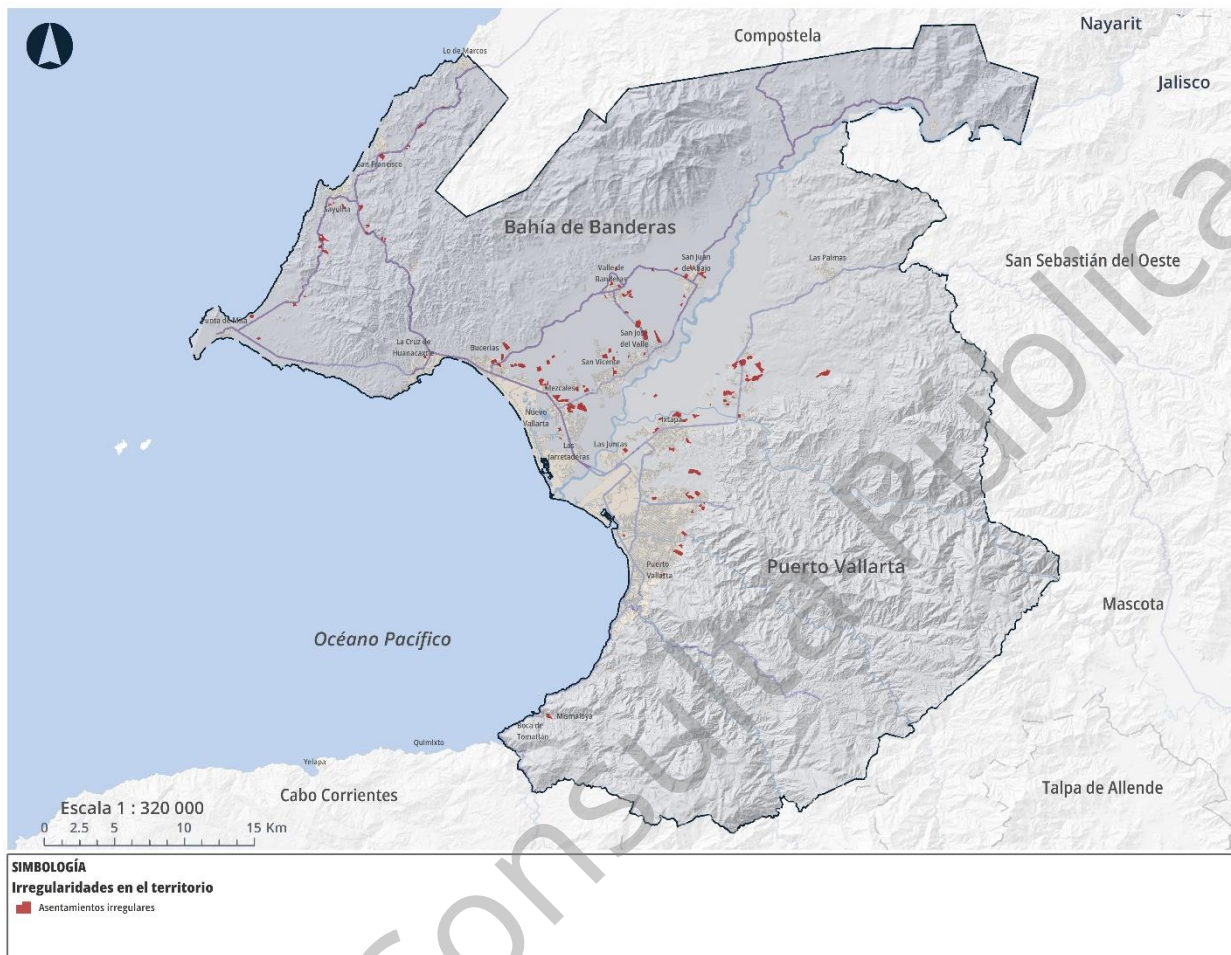 Nayarit
Compostela
Jalisco
Lo de Marcos
San Francisco
Sayulita
Bahía de Banderas
San Juan
de Abajo
Las Palmas
San Sebastián del Oeste
Valle de
Banderas
Punta de Mita
San José
del Valle
La Cruz de
Huanacaxtle
Bucerías
San Vicente
Mezcales
Nuevo
Vallarta
Ixtapa
Las
Jarretaderas
Las Juntas
Puerto
Vallarta
Puerto Vallarta
Mascota
Océano Pacífico
Mismaloya
Boca de
Tomatlán
Quimixto
Yelapa
Cabo Corrientes
Talpa de Allende
Escala 1 : 320 000
0 2.5 5 10 15 Km
Consulta Pública
SIMBOLOGÍA
Irregularidades en el territorio
Asentamientos irregulares